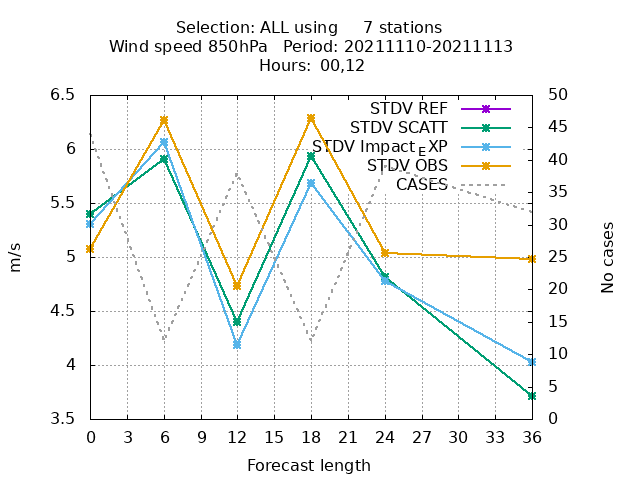 Selection: ALL using     7 stations
Wind speed 850hPa   Period: 20211110-20211113
Hours:  00,12
6.5
6
5.5
5
4.5
4
3.5
m/s
50
45
40
35
30
25
20
15
10
5
0
No cases
STDV REF
STDV SCATT
STDV Impact_EXP
STDV OBS
CASES
0 3 6 9 12 15 18 21 24 27 30 33 36
Forecast length